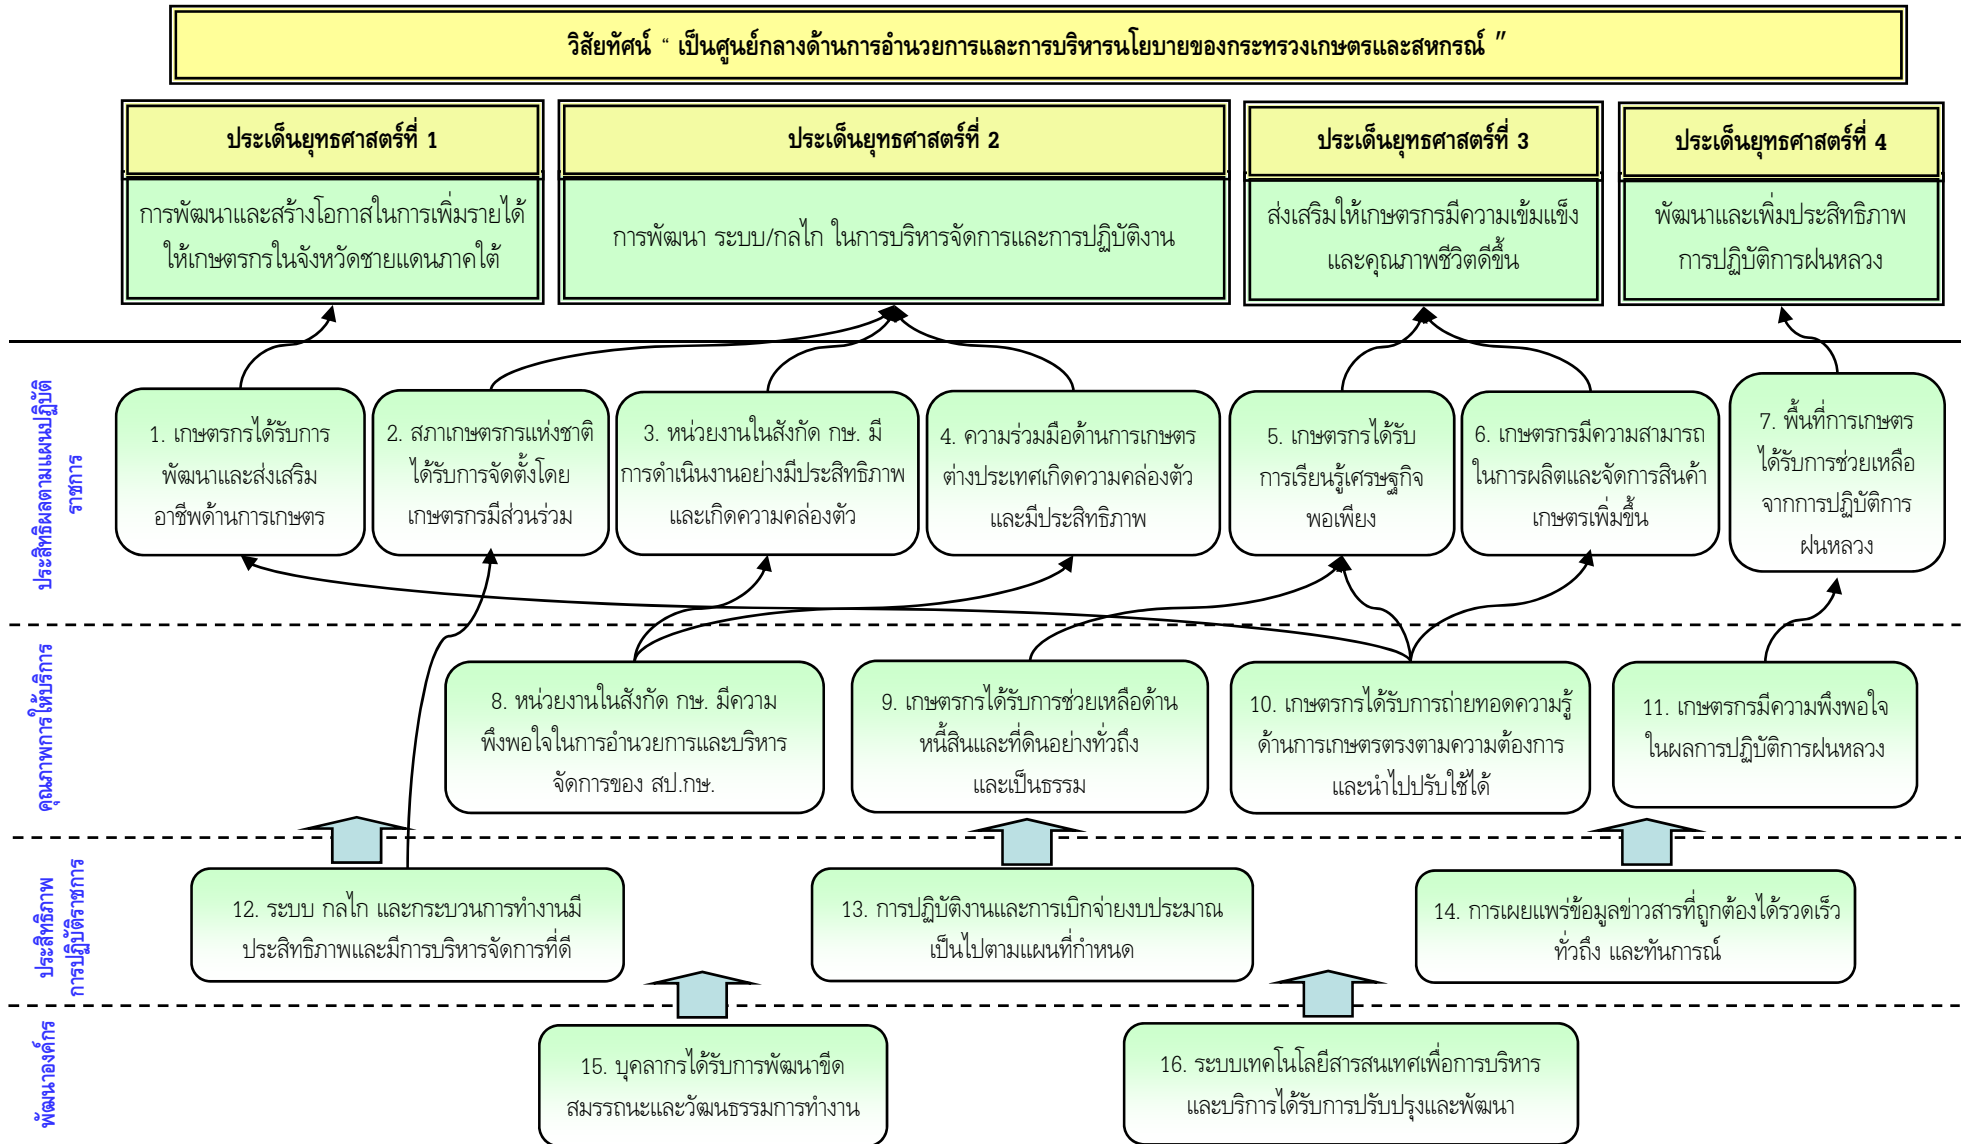 วิสัยทัศน์ “ เป็นศูนย์กลางด้านการอำนวยการและการบริหารนโยบายของกระทรวงเกษตรและสหกรณ์ ”
ประเด็นยุทธศาสตร์ที่ 1
การพัฒนาและสร้างโอกาสในการเพิ่มรายได้
ให้เกษตรกรในจังหวัดชายแดนภาคใต้
ประเด็นยุทธศาสตร์ที่ 2
การพัฒนา ระบบ/กลไก ในการบริหารจัดการและการปฏิบัติงาน
ประเด็นยุทธศาสตร์ที่ 3
ส่งเสริมให้เกษตรกรมีความเข้มแข็ง
และคุณภาพชีวิตดีขึ้น
ประเด็นยุทธศาสตร์ที่ 4
พัฒนาและเพิ่มประสิทธิภาพ
การปฏิบัติการฝนหลวง
ประสิทธิผลตามแผนปฏิบัติ
ราชการ
1. เกษตรกรได้รับการ
พัฒนาและส่งเสริม
อาชีพด้านการเกษตร
2. สภาเกษตรกรแห่งชาติ
ได้รับการจัดตั้งโดย
เกษตรกรมีส่วนร่วม
3. หน่วยงานในสังกัด กษ. มี
การดำเนินงานอย่างมีประสิทธิภาพ
และเกิดความคล่องตัว
4. ความร่วมมือด้านการเกษตร
ต่างประเทศเกิดความคล่องตัว
และมีประสิทธิภาพ
5. เกษตรกรได้รับ
การเรียนรู้เศรษฐกิจ
พอเพียง
6. เกษตรกรมีความสามารถ
ในการผลิตและจัดการสินค้า
เกษตรเพิ่มขึ้น
7. พื้นที่การเกษตร
ได้รับการช่วยเหลือ
จากการปฏิบัติการ
ฝนหลวง
คุณภาพการให้บริการ
8. หน่วยงานในสังกัด กษ. มีความ
พึงพอใจในการอำนวยการและบริหาร
จัดการของ สป.กษ.
9. เกษตรกรได้รับการช่วยเหลือด้าน
หนี้สินและที่ดินอย่างทั่วถึง
และเป็นธรรม
10. เกษตรกรได้รับการถ่ายทอดความรู้
ด้านการเกษตรตรงตามความต้องการ
และนำไปปรับใช้ได้
11. เกษตรกรมีความพึงพอใจ
ในผลการปฏิบัติการฝนหลวง
ประสิทธิภาพ
การปฏิบัติราชการ
12. ระบบ กลไก และกระบวนการทำงานมี
ประสิทธิภาพและมีการบริหารจัดการที่ดี
13. การปฏิบัติงานและการเบิกจ่ายงบประมาณ
เป็นไปตามแผนที่กำหนด
14. การเผยแพร่ข้อมูลข่าวสารที่ถูกต้องได้รวดเร็ว
ทั่วถึง และทันการณ์
พัฒนาองค์กร
15. บุคลากรได้รับการพัฒนาขีด
สมรรถนะและวัฒนธรรมการทำงาน
16. ระบบเทคโนโลยีสารสนเทศเพื่อการบริหาร
และบริการได้รับการปรับปรุงและพัฒนา